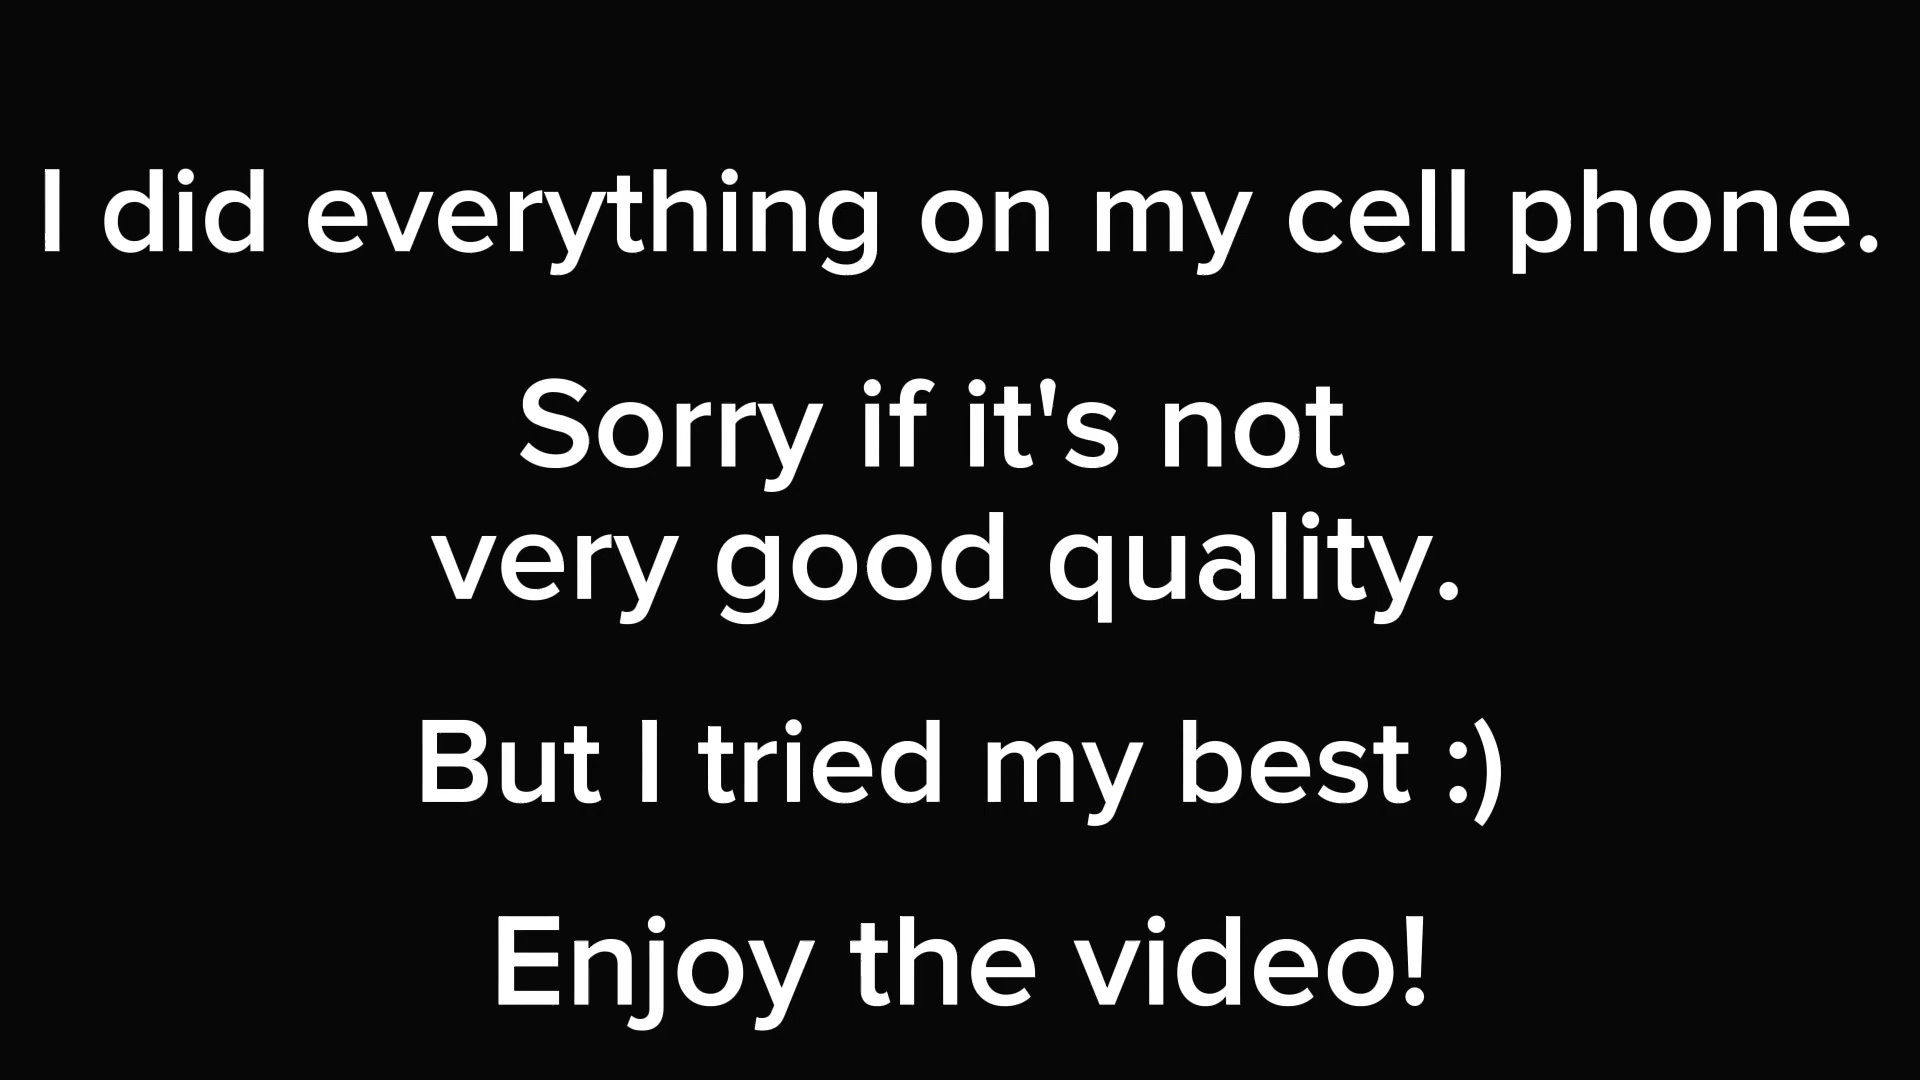 I did everything on my cell phone.
Sorry if it's not
very good quality.
But I tried my best :)
Enjoy the video!